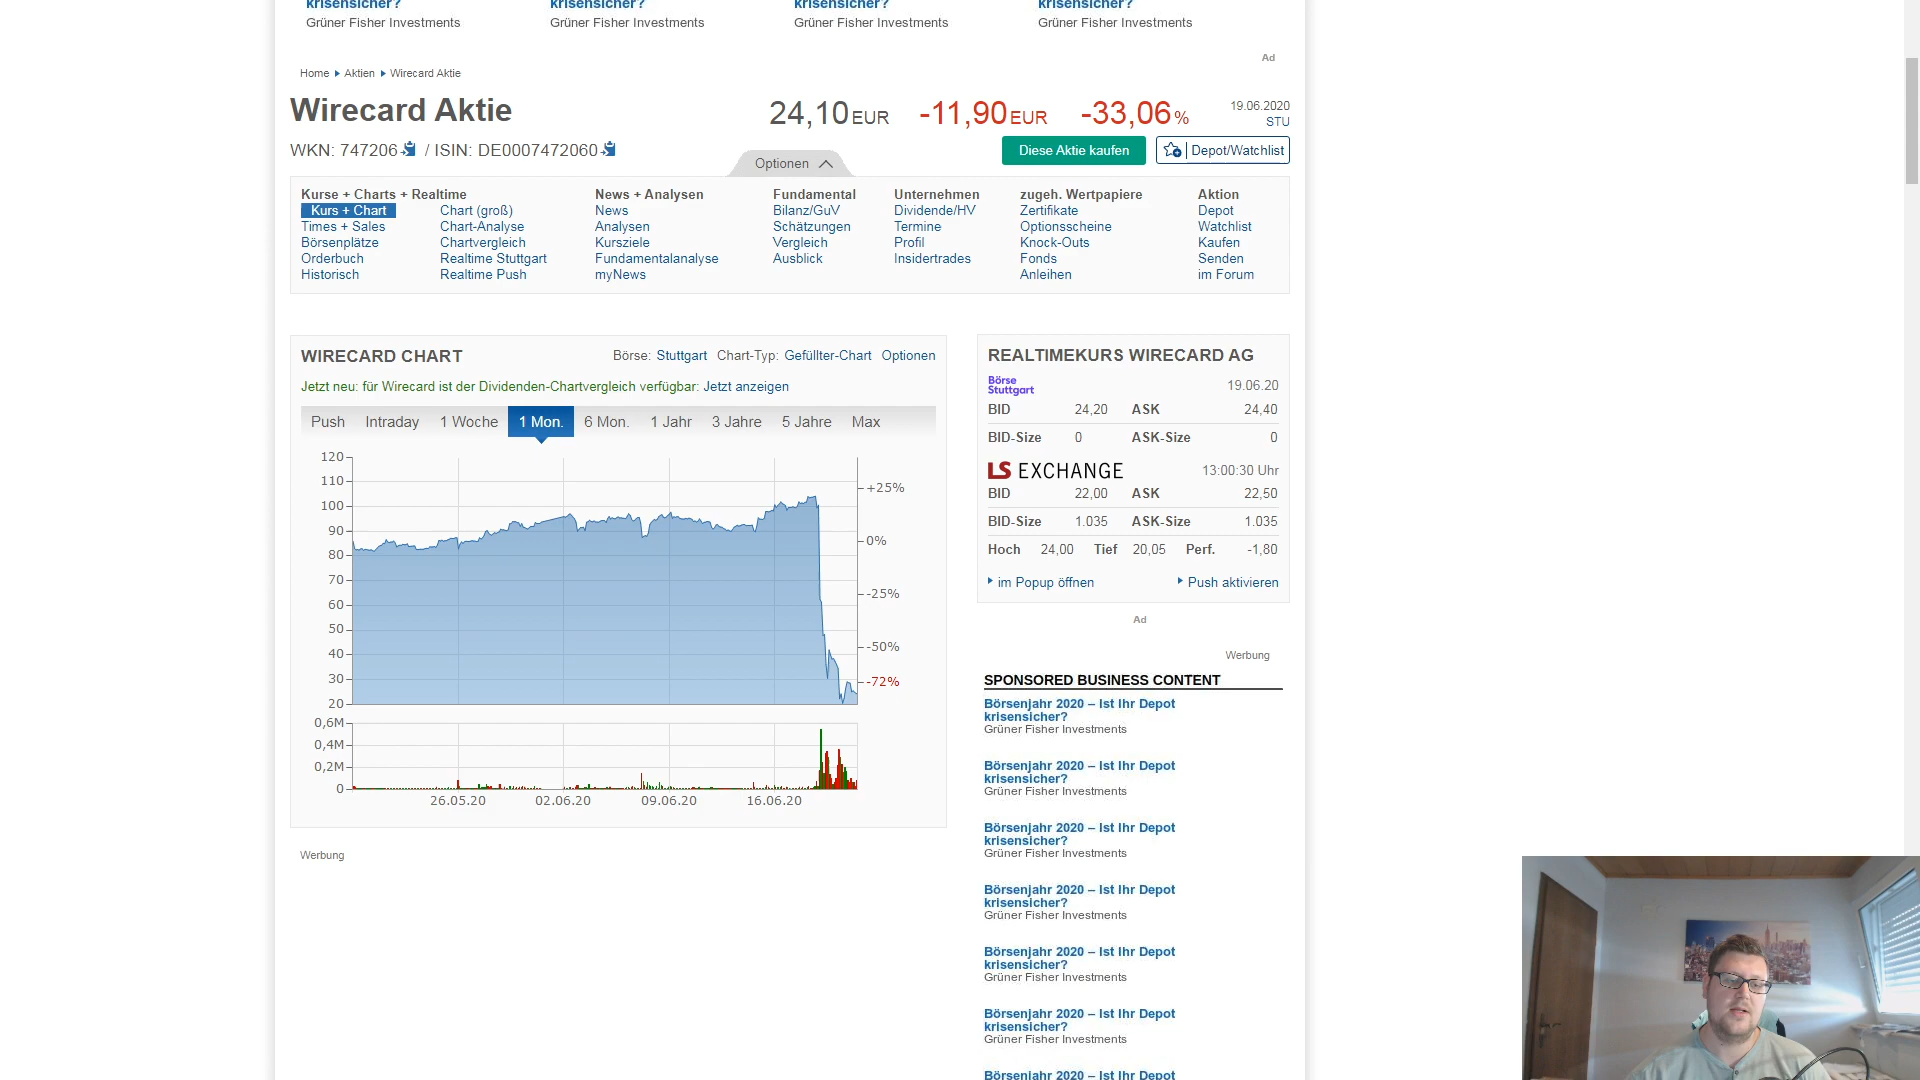 krisensicher? krisensicher? krisensicher? krisensicher?
Grüner Fisher Investments Grüner Fisher Investments Grüner Fisher Investments Grüner Fisher Investments
Ad
Home Aktien Wirecard Aktie
Wirecard Aktie 24,10 EUR -11,90 EUR -33,06 % 19.06.2020
STU
WKN: 747206 / ISIN: DE0007472060 Diese Aktie kaufen Depot/Watchlist
Optionen
Kurse + Charts + Realtime News + Analysen Fundamental Unternehmen zugeh. Wertpapiere Aktion
Kurs + Chart Chart (groß) News Bilanz/GuV Dividende/HV Zertifikate Depot
Times + Sales Chart-Analyse Analysen Schätzungen Termine Optionsscheine Watchlist
Börsenplätze Chartvergleich Kursziele Vergleich Profil Knock-Outs Kaufen
Orderbuch Realtime Stuttgart Fundamentalanalyse Ausblick Insidertrades Fonds Senden
Historisch Realtime Push myNews Anleihen im Forum
WIRECARD CHART Börse: Stuttgart Chart-Typ: Gefüllter-Chart Optionen
Jetzt neu: für Wirecard ist der Dividenden-Chartvergleich verfügbar: Jetzt anzeigen
Push Intraday 1 Woche 1 Mon. 6 Mon. 1 Jahr 3 Jahre 5 Jahre Max
120
110
100
90
80
70
60
50
40
30
20
+25%
0%
-25%
-50%
-72%
0,6M
0,4M
0,2M
0
26.05.20 02.06.20 09.06.20 16.06.20
Werbung
REALTIMEKURS WIRECARD AG
Börse
Stuttgart 19.06.20
BID 24,20 ASK 24,40
BID-Size 0 ASK-Size 0
LS EXCHANGE 13:00:30 Uhr
BID 22,00 ASK 22,50
BID-Size 1.035 ASK-Size 1.035
Hoch 24,00 Tief 20,05 Perf. -1,80
im Popup öffnen Push aktivieren
Ad
Werbung
SPONSORED BUSINESS CONTENT
Börsenjahr 2020 – Ist Ihr Depot
krisensicher?
Grüner Fisher Investments
Börsenjahr 2020 – Ist Ihr Depot
krisensicher?
Grüner Fisher Investments
Börsenjahr 2020 – Ist Ihr Depot
krisensicher?
Grüner Fisher Investments
Börsenjahr 2020 – Ist Ihr Depot
krisensicher?
Grüner Fisher Investments
Börsenjahr 2020 – Ist Ihr Depot
krisensicher?
Grüner Fisher Investments
Börsenjahr 2020 – Ist Ihr Depot
krisensicher?
Grüner Fisher Investments
Börsenjahr 2020 – Ist Ihr Depot